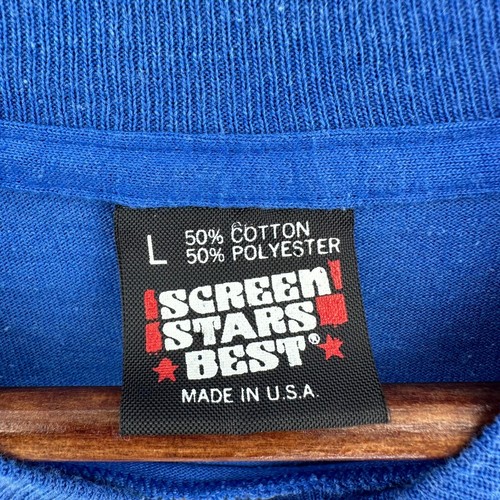 L 50% COTTON
50% POLYESTER
SCREEN
STARS
BEST®
MADE IN U.S.A.